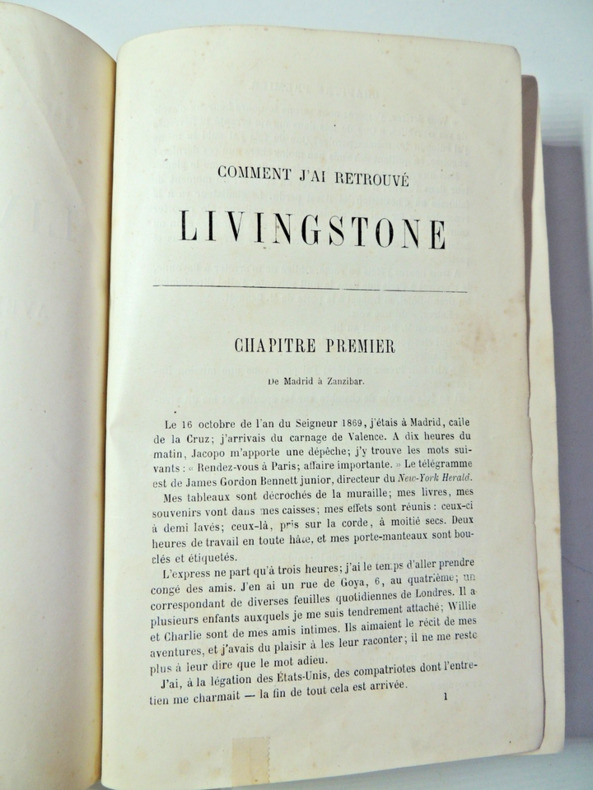 COMMENT J'AI RETROUVÉ
LIVINGSTONE
CHAPITRE PREMIER
De Madrid à Zanzibar.
Le 16 octobre de l'an du Seigneur 1869, j'étais à Madrid, calle
de la Cruz; j'arrivais du carnage de Valence. A dix heures du
matin, Jacopo m'apporte une dépêche; j'y trouve les mots sui-
vants : « Rendez-vous à Paris; affaire importante. » Le télégramme
est de James Gordon Bennett junior, directeur du New-York Herald.
Mes tableaux sont décrochés de la muraille; mes livres, mes
souvenirs vont dans mes caisses; mes effets sont réunis : ceux-ci
à demi lavés; ceux-là, pris sur la corde, à moitié secs. Deux
heures de travail en toute hâte, et mes porte-manteaux sont bou-
clés et étiquetés.
L'express ne part qu'à trois heures; j'ai le temps d'aller prendre
congé des amis. J'en ai un rue de Goya, 6, au quatrième; un
correspondant de diverses feuilles quotidiennes de Londres. Il a
plusieurs enfants auxquels je me suis tendrement attaché; Willie
et Charlie sont de mes amis intimes. Ils aimaient le récit de mes
aventures, et j'avais du plaisir à les leur raconter; il ne me reste
plus à leur dire que le mot adieu.
J'ai, à la légation des États-Unis, des compatriotes dont l'entre-
tien me charmait — la fin de tout cela est arrivée.
1